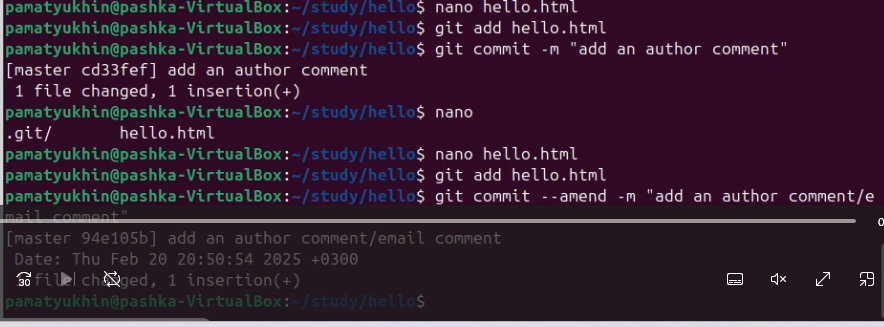 pamatyukhin@pashka-VirtualBox:~/study/hello$ nano hello.html
pamatyukhin@pashka-VirtualBox:~/study/hello$ git add hello.html
pamatyukhin@pashka-VirtualBox:~/study/hello$ git commit -m "add an author comment"
[master cd33fef] add an author comment
 1 file changed, 1 insertion(+)
pamatyukhin@pashka-VirtualBox:~/study/hello$ nano
.git/       hello.html
pamatyukhin@pashka-VirtualBox:~/study/hello$ nano hello.html
pamatyukhin@pashka-VirtualBox:~/study/hello$ git add hello.html
pamatyukhin@pashka-VirtualBox:~/study/hello$ git commit --amend -m "add an author comment/e
mail comment"
[master 94e105b] add an author comment/email comment
 Date: Thu Feb 20 20:50:54 2025 +0300
 1 file changed, 1 insertion(+)
30
pamatyukhin@pashka-VirtualBox:~/study/hello$